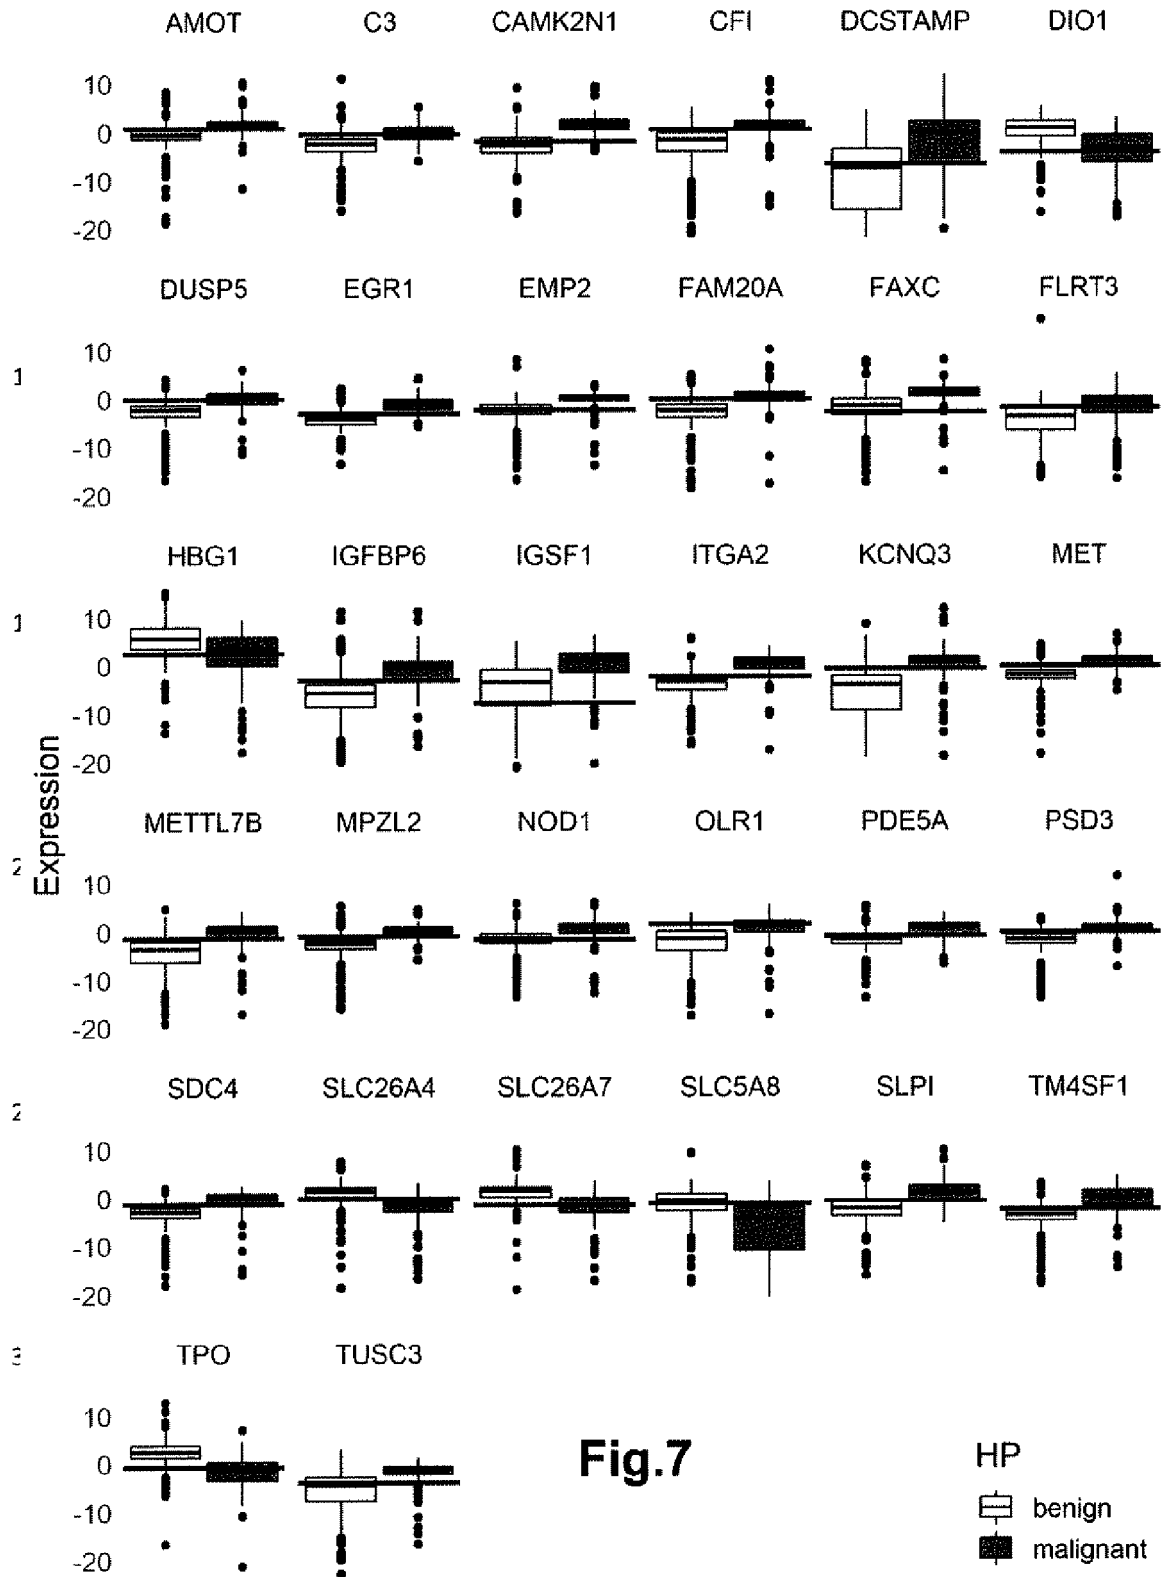 AMOT C3 CAMK2N1 CFI DCSTAMP DIO1
10
0
-10
-20
DUSP5 EGR1 EMP2 FAM20A FAXC FLRT3
10
0
-10
-20
HBG1 IGFBP6 IGSF1 ITGA2 KCNQ3 MET
10
0
-10
-20
Expression
METTL7B MPZL2 NOD1 OLR1 PDE5A PSD3
10
0
-10
-20
SDC4 SLC26A4 SLC26A7 SLC5A8 SLPI TM4SF1
10
0
-10
-20
TPO TUSC3
10
0
-10
-20
Fig.7
HP
benign
malignant